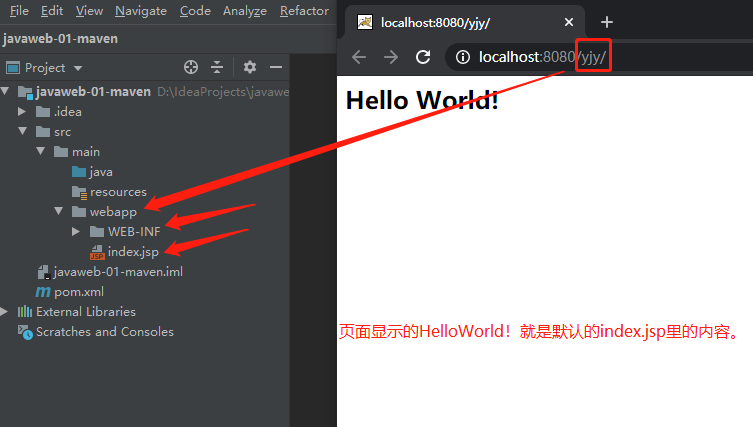 File Edit View Navigate Code Analyze Refactor
javaweb-01-maven
Project
javaweb-01-maven D:\IdeaProjects\javawe
.idea
src
main
java
resources
webapp
WEB-INF
JSP index.jsp
javaweb-01-maven.iml
m pom.xml
External Libraries
Scratches and Consoles
localhost:8080/yjy/
localhost:8080/yjy/
Hello World!
页面显示的HelloWorld！就是默认的index.jsp里的内容。